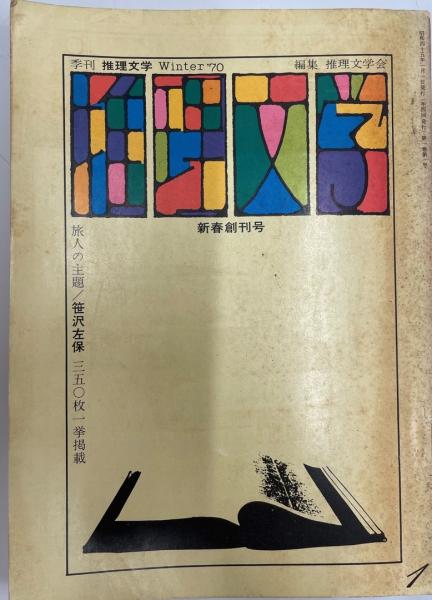 季刊 推理文学 Winter '70
編集 推理文学会
推理文学
新春創刊号
旅人の主題/笹沢左保 三五〇枚一挙掲載
1